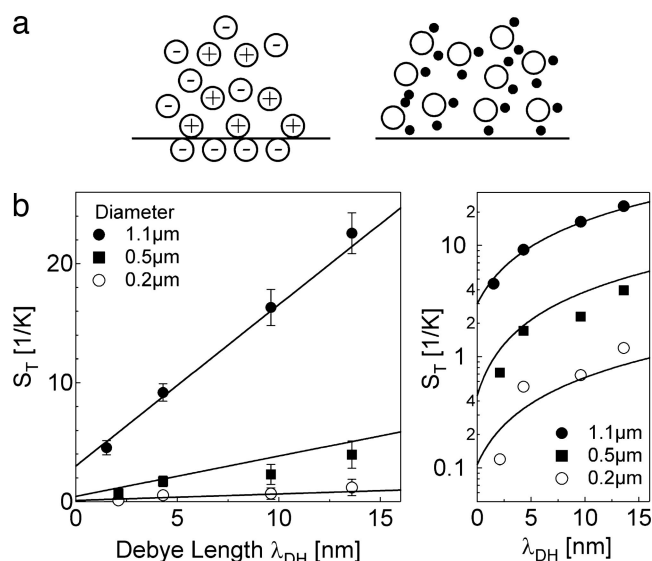 a
b
Diameter
1.1µm
0.5µm
0.2µm
S_T [1/K]
20
10
0
0 5 10 15
Debye Length λ_DH [nm]
S_T [1/K]
2
10
4
2
1
4
2
0.1
1.1µm
0.5µm
0.2µm
0 5 10 15
λ_DH [nm]